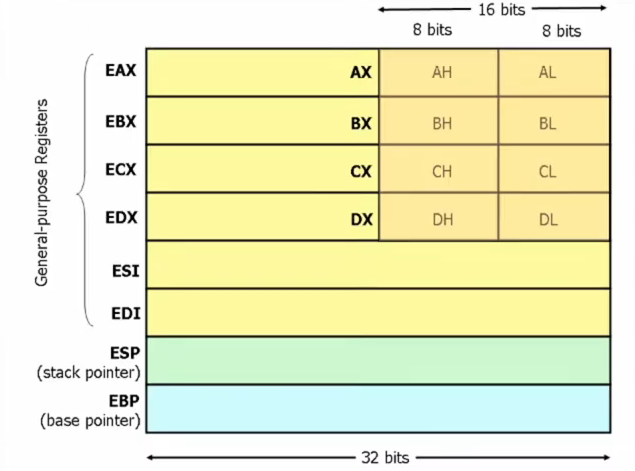 16 bits
8 bits 8 bits
General-purpose Registers
EAX AX AH AL
EBX BX BH BL
ECX CX CH CL
EDX DX DH DL
ESI
EDI
ESP
(stack pointer)
EBP
(base pointer)
32 bits